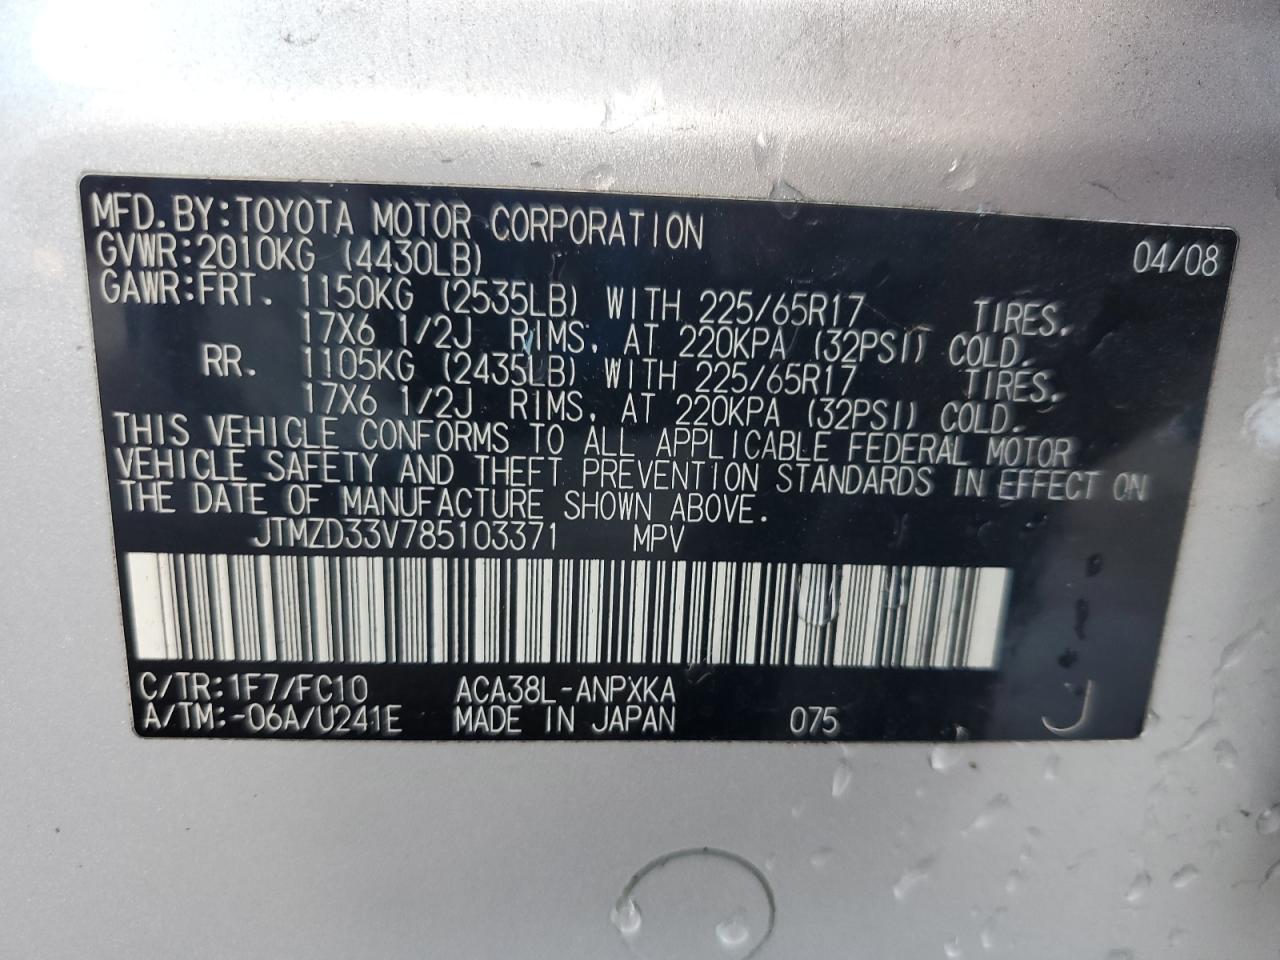 MFD.BY:TOYOTA MOTOR CORPORATION 04/08
GVWR:2010KG (4430LB)
GAWR:FRT. 1150KG (2535LB) WITH 225/65R17 TIRES,
17X6 1/2J RIMS, AT 220KPA (32PSI) COLD.
RR. 1105KG (2435LB) WITH 225/65R17 TIRES,
17X6 1/2J RIMS, AT 220KPA (32PSI) COLD.
THIS VEHICLE CONFORMS TO ALL APPLICABLE FEDERAL MOTOR
VEHICLE SAFETY AND THEFT PREVENTION STANDARDS IN EFFECT ON
THE DATE OF MANUFACTURE SHOWN ABOVE.
JTMZD33V785103371 MPV
C/TR:1F7/FC10 ACA38L-ANPXKA
A/TM:-06A/U241E MADE IN JAPAN 075 J